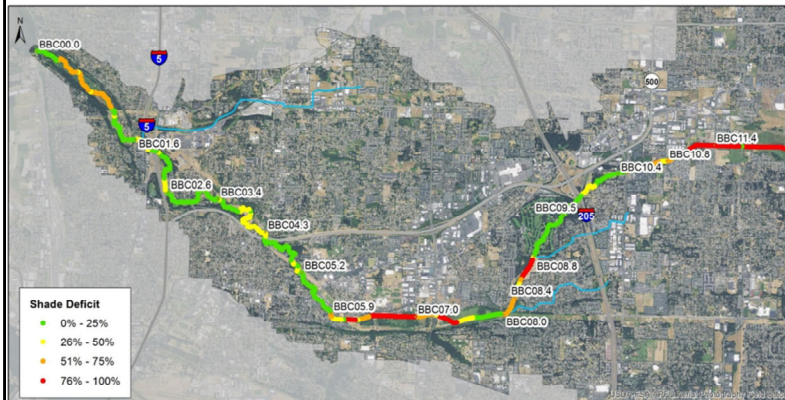 N
BBC00.0
5
500
5
BBC11.4
BBC01.6
BBC10.8
BBC10.4
BBC02.6
BBC03.4
BBC09.5
205
BBC04.3
BBC05.2
BBC08.8
BBC08.4
Shade Deficit
BBC05.9
BBC07.0
BBC08.0
0% - 25%
26% - 50%
51% - 75%
76% - 100%